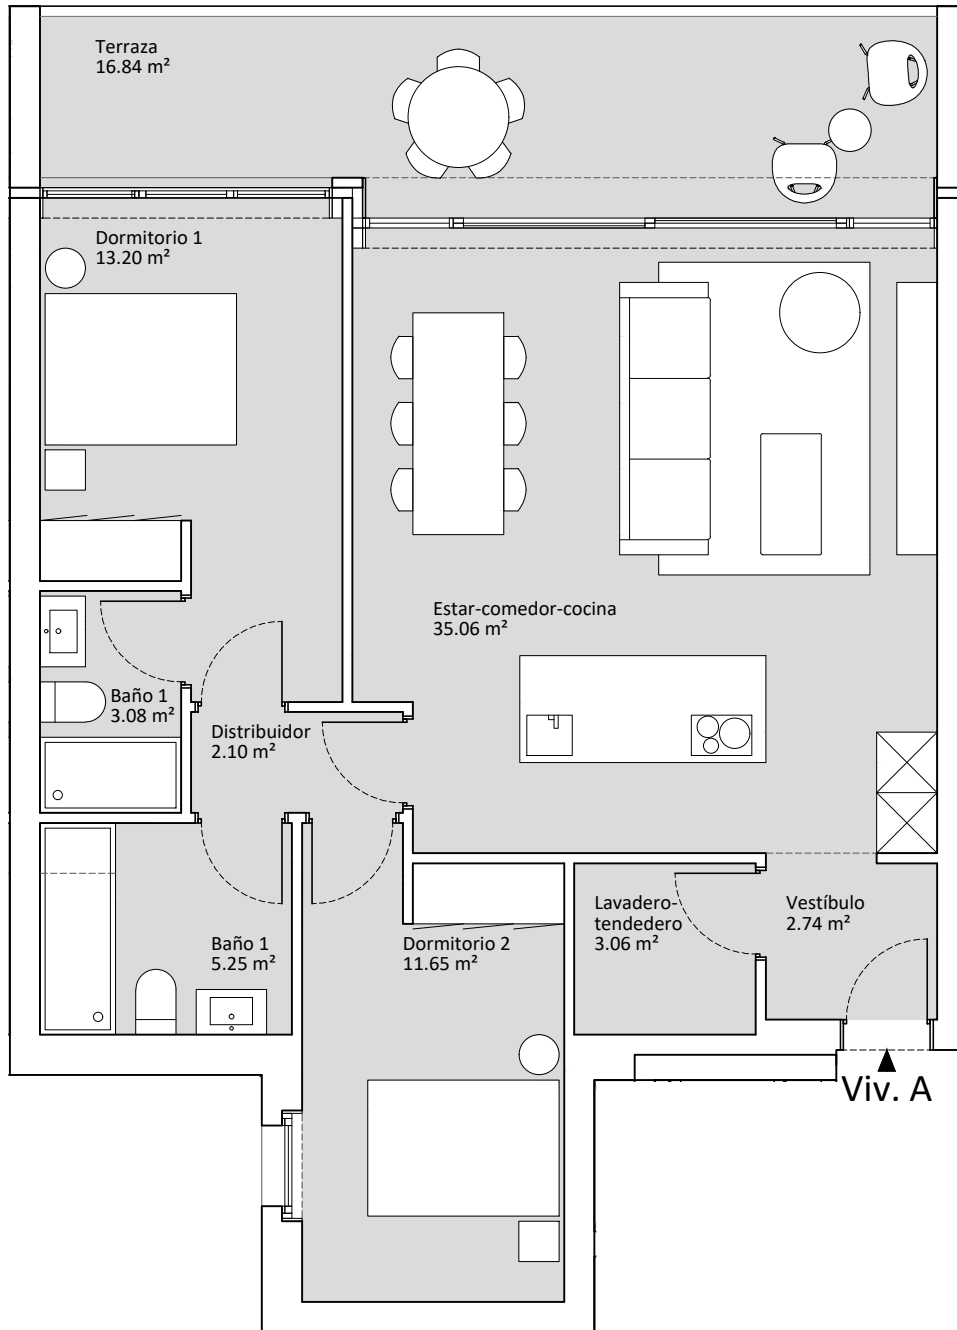 Terraza
16.84 m²
Dormitorio 1
13.20 m²
Estar-comedor-cocina
35.06 m²
Baño 1
3.08 m²
Distribuidor
2.10 m²
Baño 1
5.25 m²
Dormitorio 2
11.65 m²
Lavadero-
tendedero
3.06 m²
Vestíbulo
2.74 m²
Viv. A